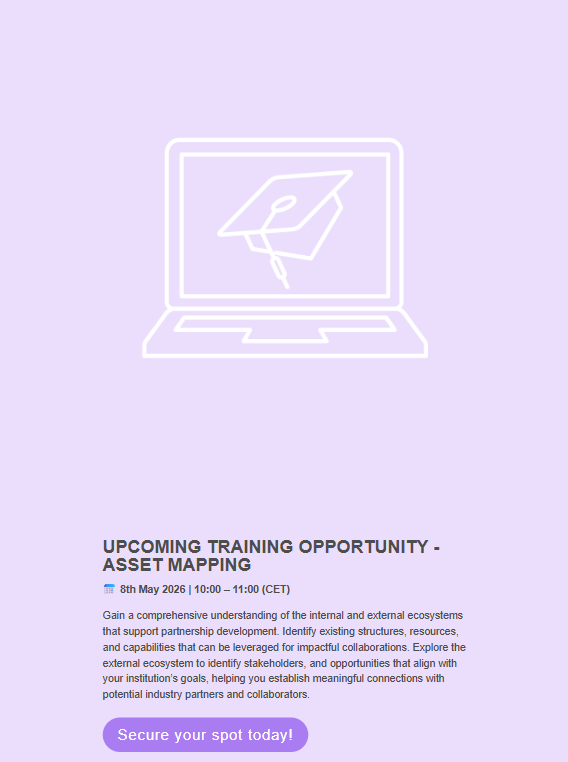 UPCOMING TRAINING OPPORTUNITY -
ASSET MAPPING
8th May 2026 | 10:00 – 11:00 (CET)
Gain a comprehensive understanding of the internal and external ecosystems
that support partnership development. Identify existing structures, resources,
and capabilities that can be leveraged for impactful collaborations. Explore the
external ecosystem to identify stakeholders, and opportunities that align with
your institution's goals, helping you establish meaningful connections with
potential industry partners and collaborators.
Secure your spot today!